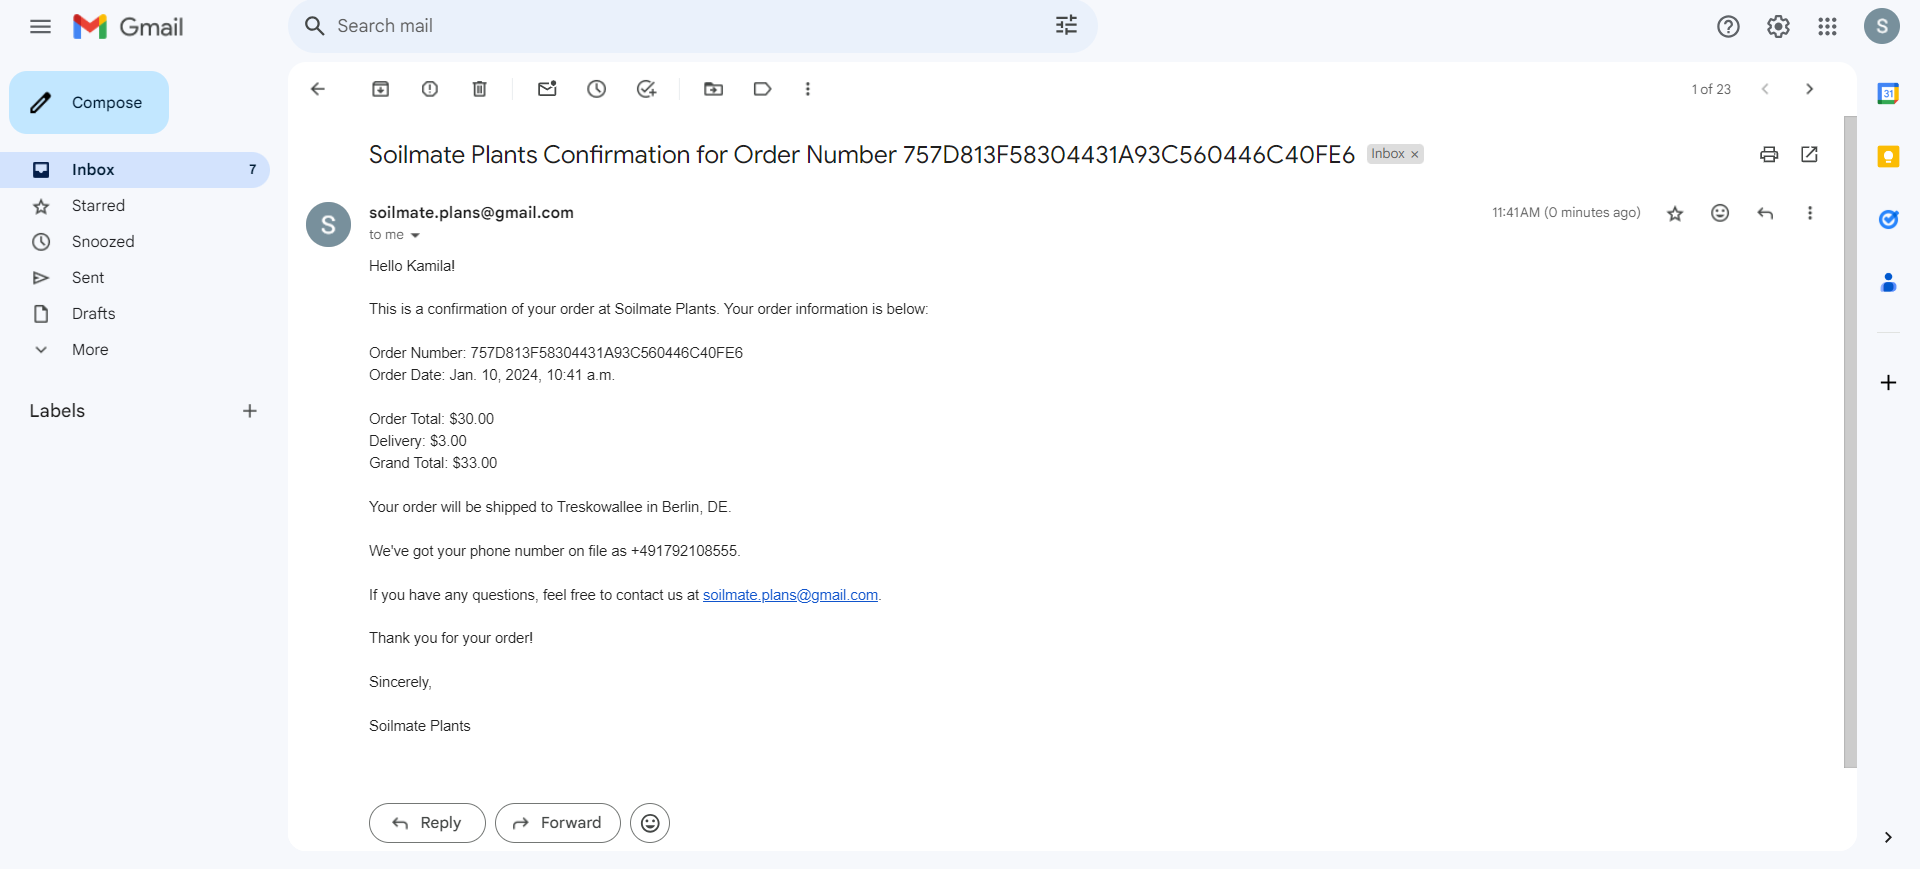 Gmail
Search mail
S
Compose
Inbox 7
Starred
Snoozed
Sent
Drafts
More
Labels
1 of 23
31
Soilmate Plants Confirmation for Order Number 757D813F58304431A93C560446C40FE6 Inbox ×
S
soilmate.plans@gmail.com 11:41AM (0 minutes ago)
to me
Hello Kamila!
This is a confirmation of your order at Soilmate Plants. Your order information is below:
Order Number: 757D813F58304431A93C560446C40FE6
Order Date: Jan. 10, 2024, 10:41 a.m.
Order Total: $30.00
Delivery: $3.00
Grand Total: $33.00
Your order will be shipped to Treskowallee in Berlin, DE.
We've got your phone number on file as +491792108555.
If you have any questions, feel free to contact us at soilmate.plans@gmail.com.
Thank you for your order!
Sincerely,
Soilmate Plants
Reply
Forward